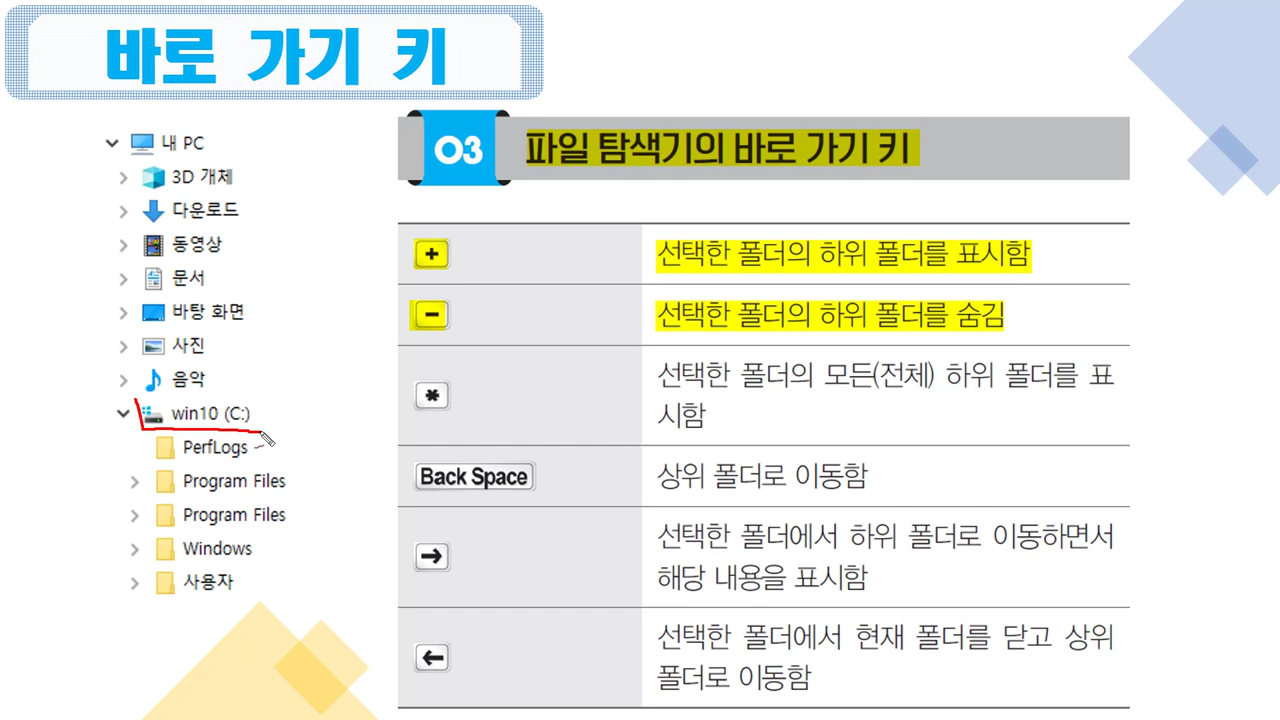 바로 가기 키
내 PC
3D 개체
다운로드
동영상
문서
바탕 화면
사진
음악
win10 (C:)
PerfLogs
Program Files
Program Files
Windows
사용자
03 파일 탐색기의 바로 가기 키
+ 선택한 폴더의 하위 폴더를 표시함
- 선택한 폴더의 하위 폴더를 숨김
* 선택한 폴더의 모든(전체) 하위 폴더를 표
시함
Back Space 상위 폴더로 이동함
→ 선택한 폴더에서 하위 폴더로 이동하면서
해당 내용을 표시함
← 선택한 폴더에서 현재 폴더를 닫고 상위
폴더로 이동함